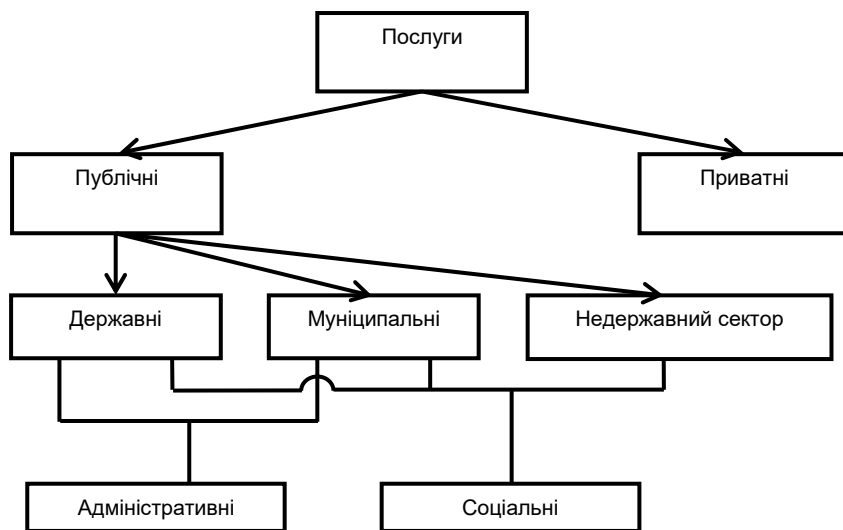 Послуги
Публічні
Приватні
Державні
Муніципальні
Недержавний сектор
Адміністративні
Соціальні